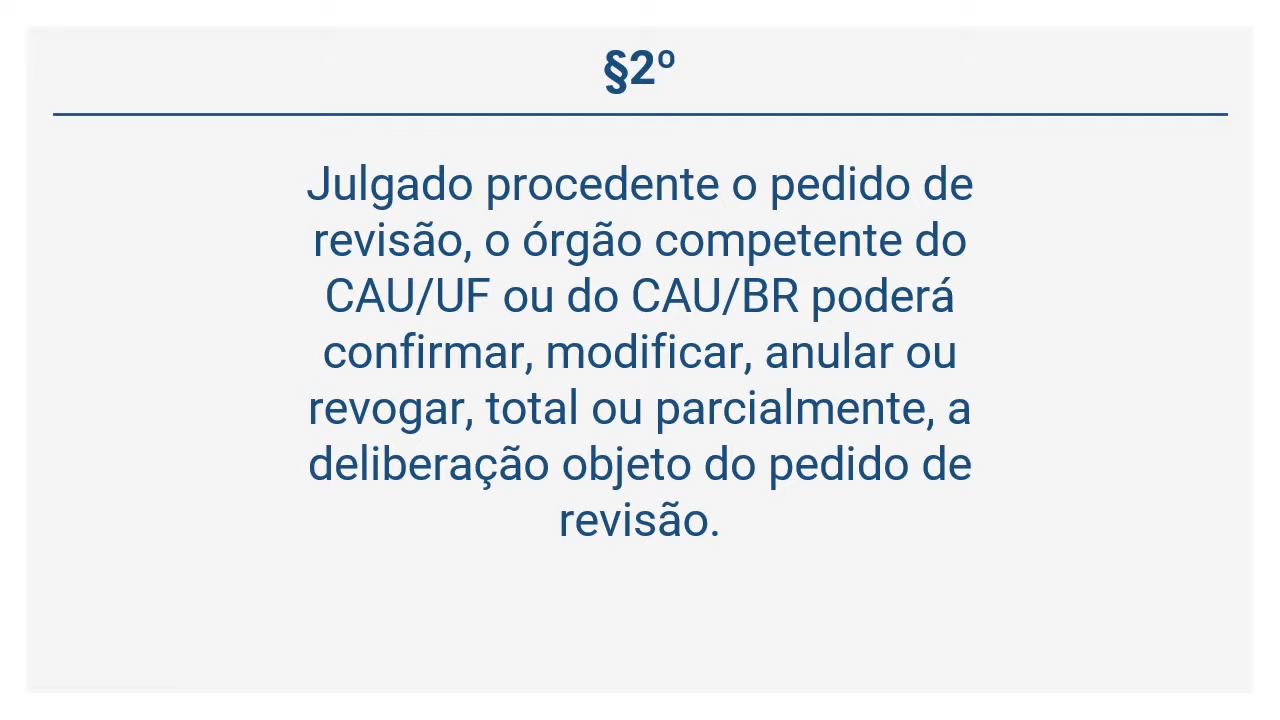 §2º
Julgado procedente o pedido de
revisão, o órgão competente do
CAU/UF ou do CAU/BR poderá
confirmar, modificar, anular ou
revogar, total ou parcialmente, a
deliberação objeto do pedido de
revisão.